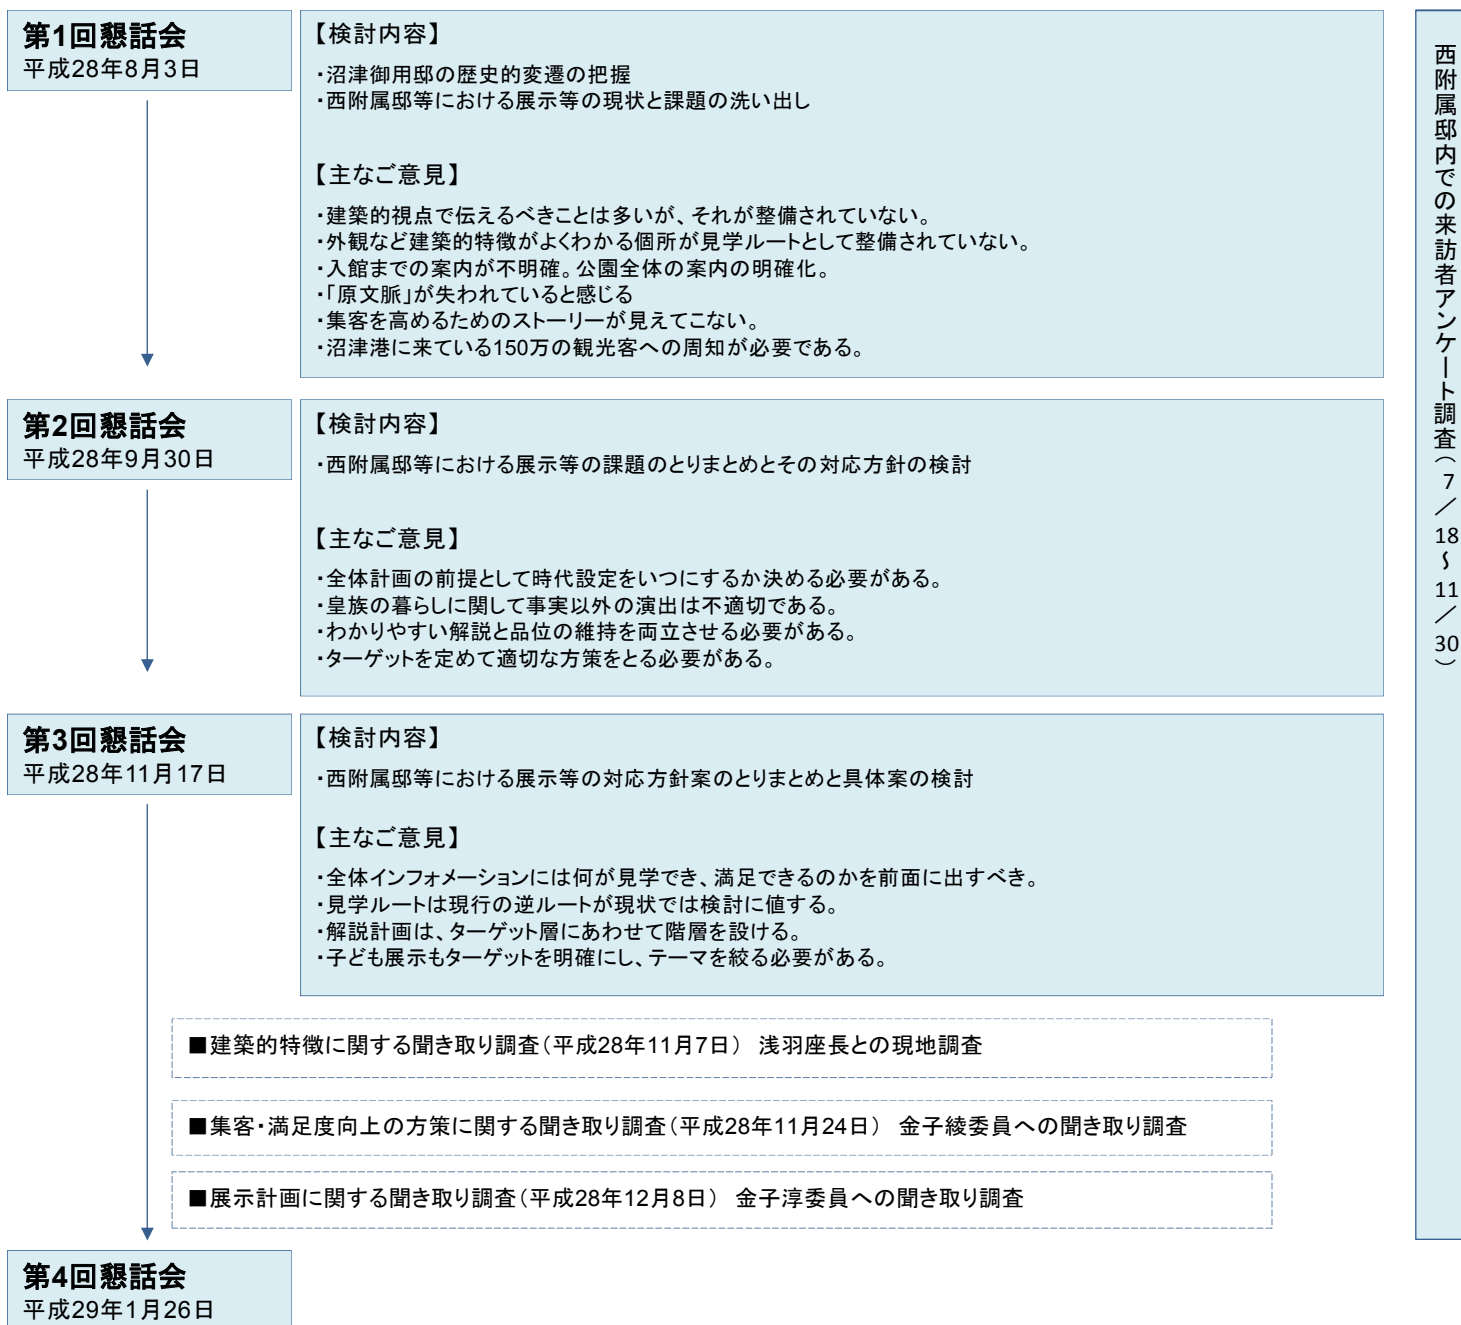 第1回懇話会
平成28年8月3日
【検討内容】
・沼津御用邸の歴史的変遷の把握
・西附属邸等における展示等の現状と課題の洗い出し
【主なご意見】
・建築的視点で伝えるべきことは多いが、それが整備されていない。
・外観など建築的特徴がよくわかる個所が見学ルートとして整備されていない。
・入館までの案内が不明確。公園全体の案内の明確化。
・「原文脈」が失われていると感じる
・集客を高めるためのストーリーが見えてこない。
・沼津港に来ている150万の観光客への周知が必要である。
第2回懇話会
平成28年9月30日
【検討内容】
・西附属邸等における展示等の課題のとりまとめとその対応方針の検討
【主なご意見】
・全体計画の前提として時代設定をいつにするか決める必要がある。
・皇族の暮らしに関して事実以外の演出は不適切である。
・わかりやすい解説と品位の維持を両立させる必要がある。
・ターゲットを定めて適切な方策をとる必要がある。
第3回懇話会
平成28年11月17日
【検討内容】
・西附属邸等における展示等の対応方針案のとりまとめと具体案の検討
【主なご意見】
・全体インフォメーションには何が見学でき、満足できるのかを前面に出すべき。
・見学ルートは現行の逆ルートが現状では検討に値する。
・解説計画は、ターゲット層にあわせて階層を設ける。
・子ども展示もターゲットを明確にし、テーマを絞る必要がある。
■建築的特徴に関する聞き取り調査（平成28年11月7日） 浅羽座長との現地調査
■集客・満足度向上の方策に関する聞き取り調査（平成28年11月24日） 金子綾委員への聞き取り調査
■展示計画に関する聞き取り調査（平成28年12月8日） 金子淳委員への聞き取り調査
第4回懇話会
平成29年1月26日
西附属邸内での来訪者アンケート調査（7／18～11／30）